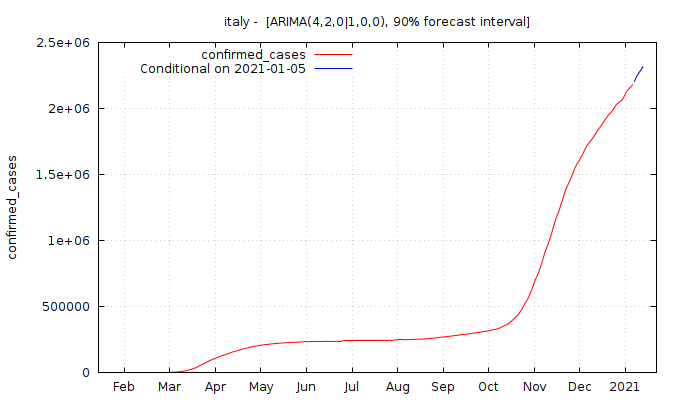 italy - [ARIMA(4,2,0|1,0,0), 90% forecast interval]
2.5e+06
confirmed_cases
Conditional on 2021-01-05
2e+06
1.5e+06
confirmed_cases
1e+06
500000
0
Feb Mar Apr May Jun Jul Aug Sep Oct Nov Dec 2021